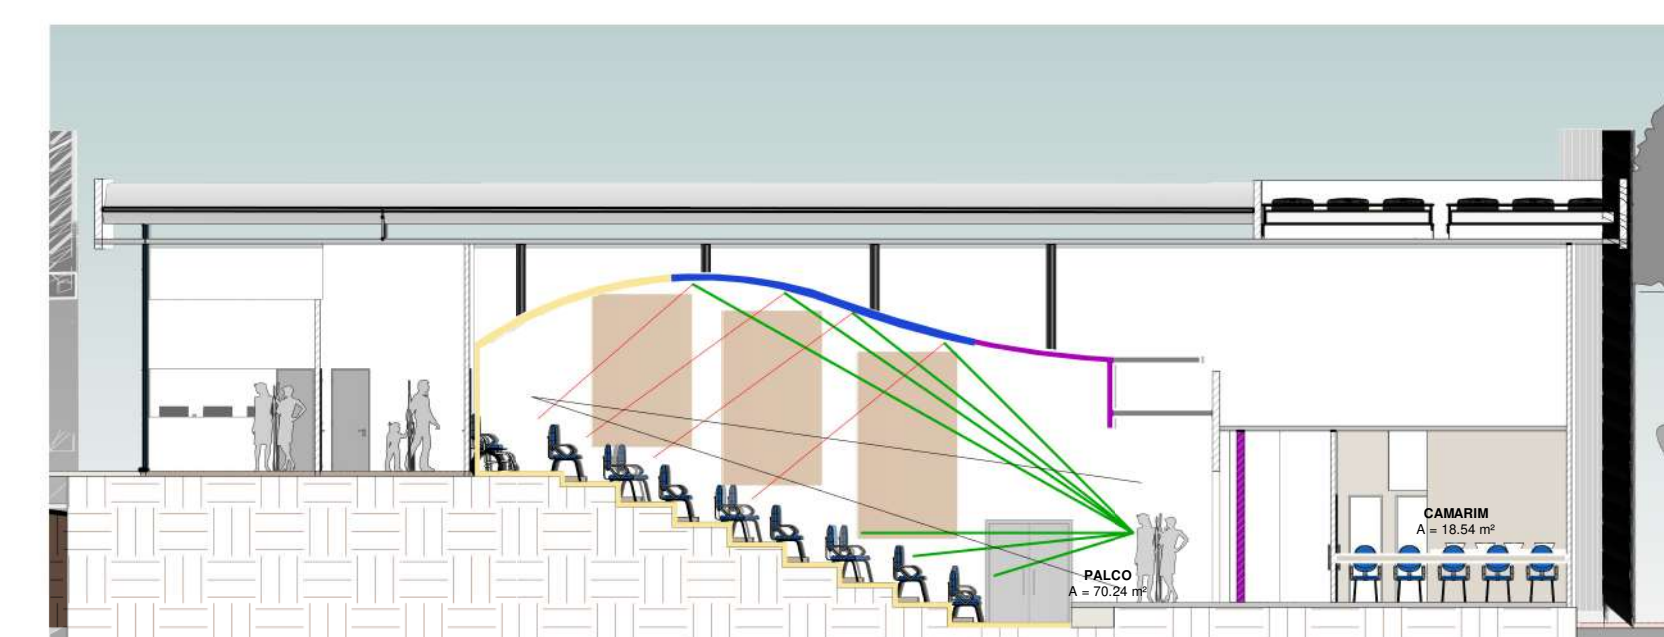 CAMARIM
A = 18.54 m²
PALCO
A = 70.24 m²